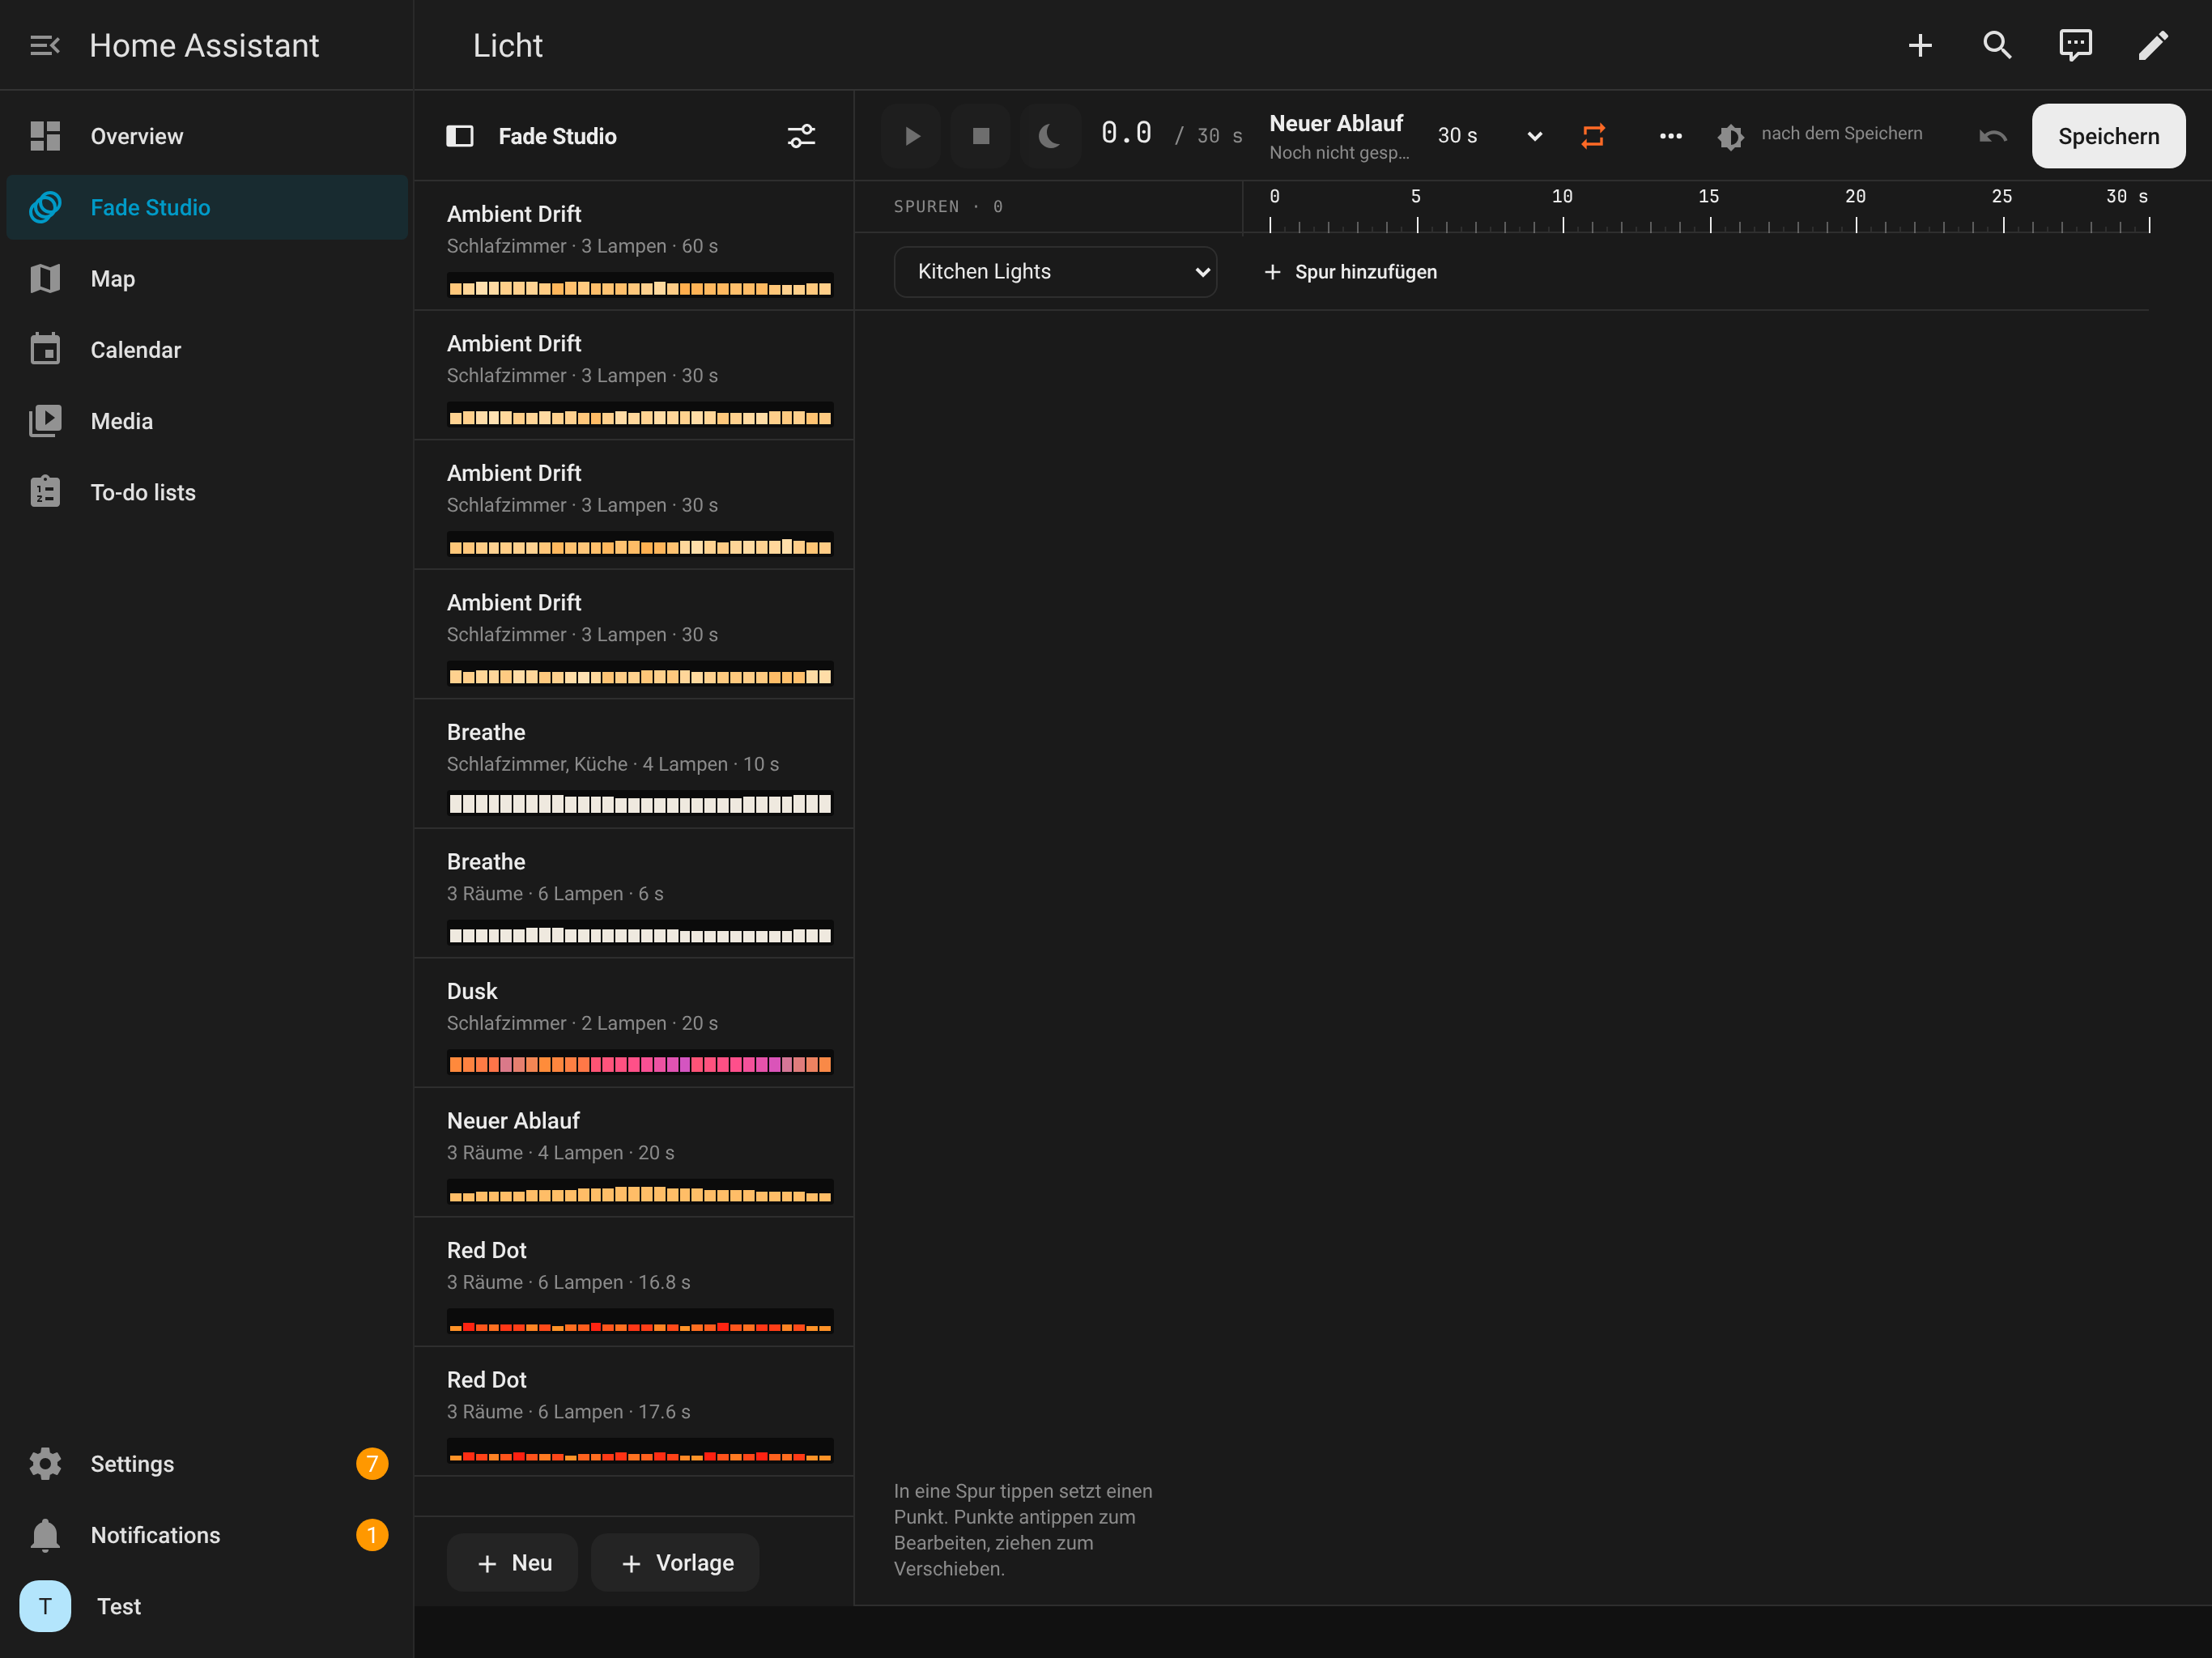 Home Assistant
Licht
Overview
Fade Studio
Map
Calendar
Media
To-do lists
Settings
7
Notifications
1
T
Test
Fade Studio
Ambient Drift
Schlafzimmer · 3 Lampen · 60 s
Ambient Drift
Schlafzimmer · 3 Lampen · 30 s
Ambient Drift
Schlafzimmer · 3 Lampen · 30 s
Ambient Drift
Schlafzimmer · 3 Lampen · 30 s
Breathe
Schlafzimmer, Küche · 4 Lampen · 10 s
Breathe
3 Räume · 6 Lampen · 6 s
Dusk
Schlafzimmer · 2 Lampen · 20 s
Neuer Ablauf
3 Räume · 4 Lampen · 20 s
Red Dot
3 Räume · 6 Lampen · 16.8 s
Red Dot
3 Räume · 6 Lampen · 17.6 s
Neu
Vorlage
0.0 / 30 s
Neuer Ablauf
Noch nicht gesp...
30 s
nach dem Speichern
Speichern
SPUREN · 0
0 5 10 15 20 25 30 s
Kitchen Lights
Spur hinzufügen
In eine Spur tippen setzt einen
Punkt. Punkte antippen zum
Bearbeiten, ziehen zum
Verschieben.